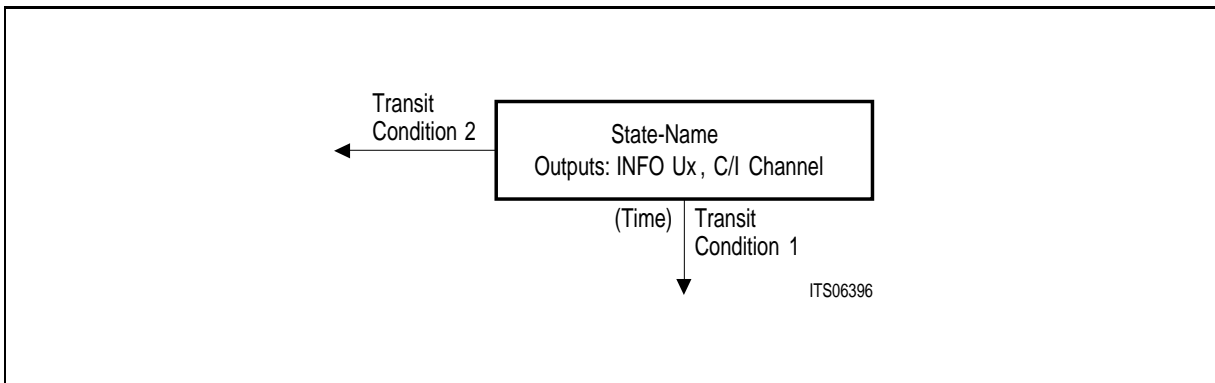 Transit
Condition 2
State-Name
Outputs: INFO Ux, C/I Channel
(Time)
Transit
Condition 1
ITS06396